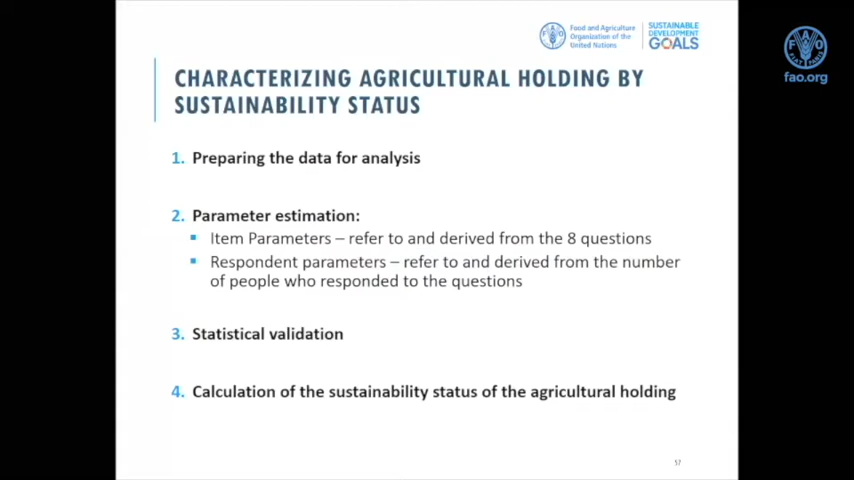 Food and Agriculture
Organization of the
United Nations
SUSTAINABLE
DEVELOPMENT
GOALS
FAO
FIAT PANIS
fao.org
CHARACTERIZING AGRICULTURAL HOLDING BY
SUSTAINABILITY STATUS
1. Preparing the data for analysis
2. Parameter estimation:
▪ Item Parameters – refer to and derived from the 8 questions
▪ Respondent parameters – refer to and derived from the number
of people who responded to the questions
3. Statistical validation
4. Calculation of the sustainability status of the agricultural holding
57